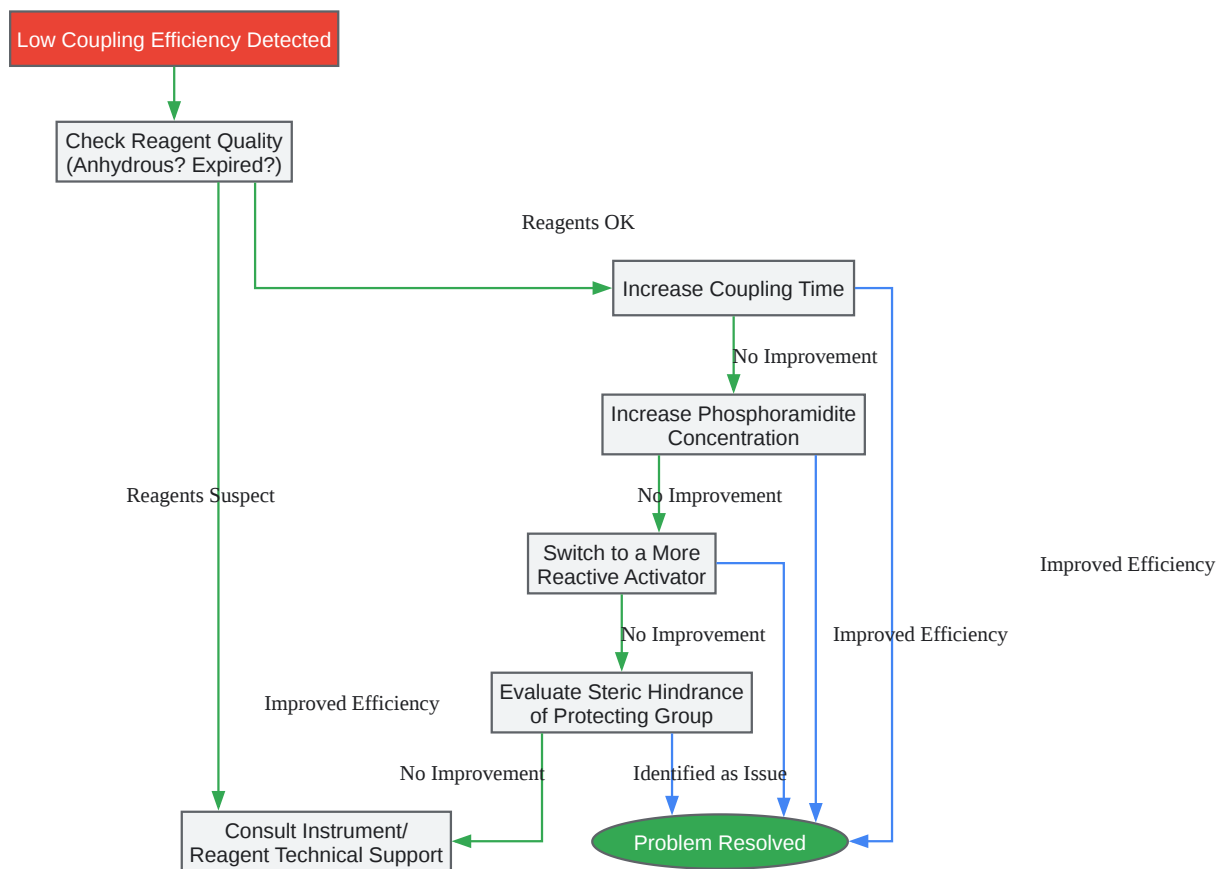 Low Coupling Efficiency Detected
Check Reagent Quality
(Anhydrous? Expired?)
Reagents OK
Increase Coupling Time
No Improvement
Increase Phosphoramidite
Concentration
Reagents Suspect
No Improvement
Switch to a More
Reactive Activator
Improved Efficiency
No Improvement
Improved Efficiency
Evaluate Steric Hindrance
of Protecting Group
Improved Efficiency
No Improvement
Identified as Issue
Consult Instrument/
Reagent Technical Support
Problem Resolved